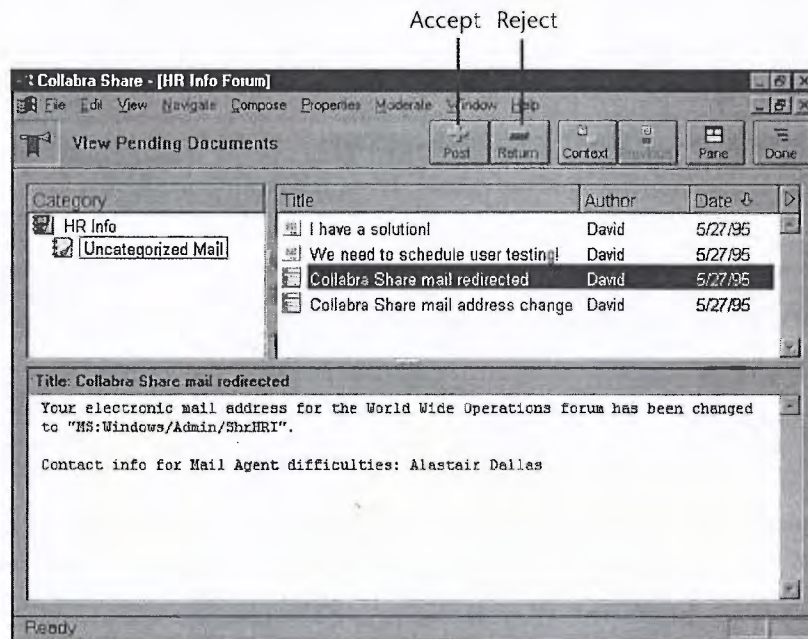 Accept Reject
Collabra Share - [HR Info Forum]
File Edit View Navigate Compose Properties Moderate Window Help
View Pending Documents
Post Return Context Previous Pane Done
Category
HR Info
Uncategorized Mail
Title Author Date
I have a solution! David 5/27/95
We need to schedule user testing! David 5/27/95
Collabra Share mail redirected David 5/27/95
Collabra Share mail address change David 5/27/95
Title: Collabra Share mail redirected
Your electronic mail address for the World Wide Operations forum has been changed
to "MS:Windows/Admin/ShrHRI".
Contact info for Mail Agent difficulties: Alastair Dallas
Ready